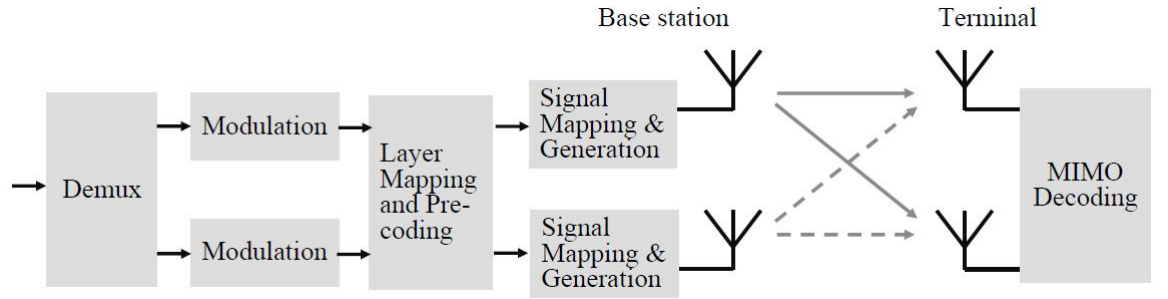 Base station
Terminal
Demux
Modulation
Modulation
Layer
Mapping
and Pre-
coding
Signal
Mapping &
Generation
Signal
Mapping &
Generation
MIMO
Decoding